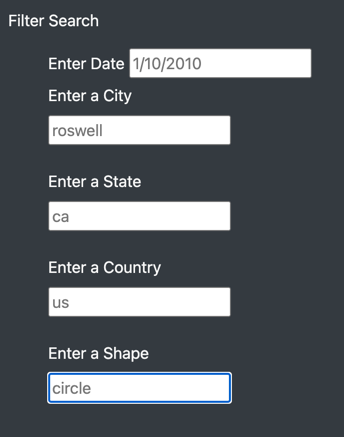 Filter Search
Enter Date 1/10/2010
Enter a City
roswell
Enter a State
ca
Enter a Country
us
Enter a Shape
circle